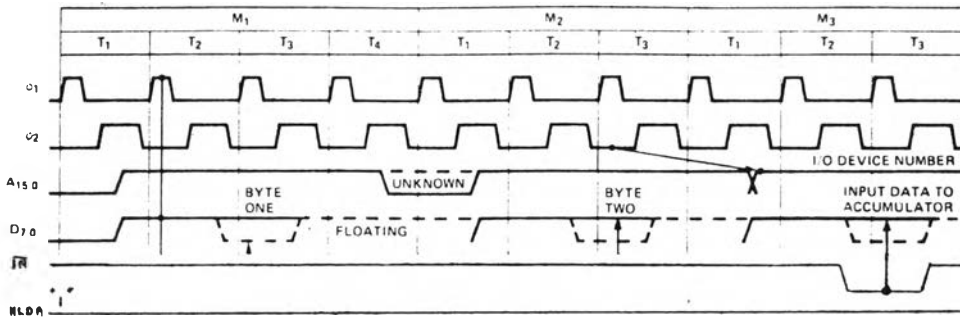 M1 M2 M3
T1 T2 T3 T4 T1 T2 T3 T1 T2 T3
I/O DEVICE NUMBER
A15-0 UNKNOWN
BYTE ONE
BYTE TWO
INPUT DATA TO ACCUMULATOR
D7-0
FLOATING
HLDA